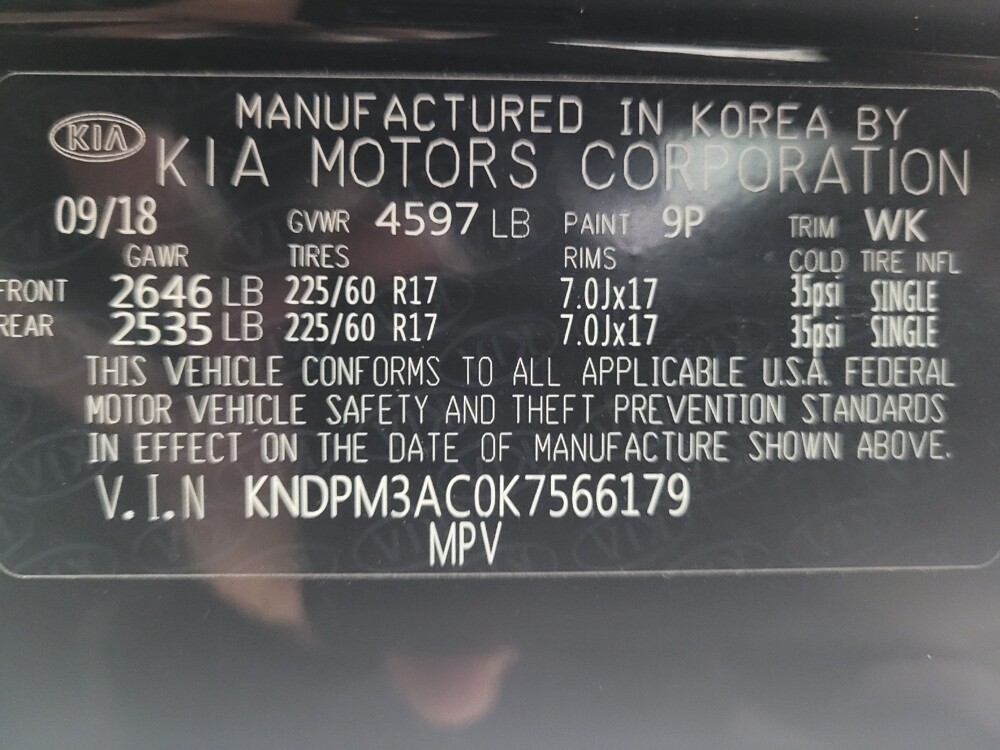 KIA MANUFACTURED IN KOREA BY
KIA MOTORS CORPORATION
09/18 GVWR 4597 LB PAINT 9P TRIM WK
GAWR TIRES RIMS COLD TIRE INFL
FRONT 2646 LB 225/60 R17 7.0Jx17 35psi SINGLE
REAR 2535 LB 225/60 R17 7.0Jx17 35psi SINGLE
THIS VEHICLE CONFORMS TO ALL APPLICABLE U.S.A. FEDERAL
MOTOR VEHICLE SAFETY AND THEFT PREVENTION STANDARDS
IN EFFECT ON THE DATE OF MANUFACTURE SHOWN ABOVE.
V.I.N KNDPM3AC0K7566179
MPV